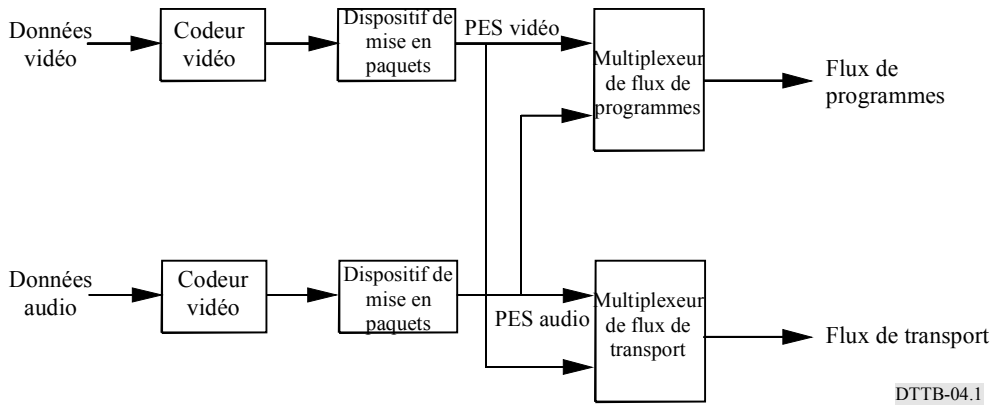 Données
vidéo
Codeur
vidéo
Dispositif de
mise en
paquets
PES vidéo
Multiplexeur
de flux de
programmes
Flux de
programmes
Données
audio
Codeur
vidéo
Dispositif de
mise en
paquets
PES audio
Multiplexeur
de flux de
transport
Flux de transport
DTTB-04.1